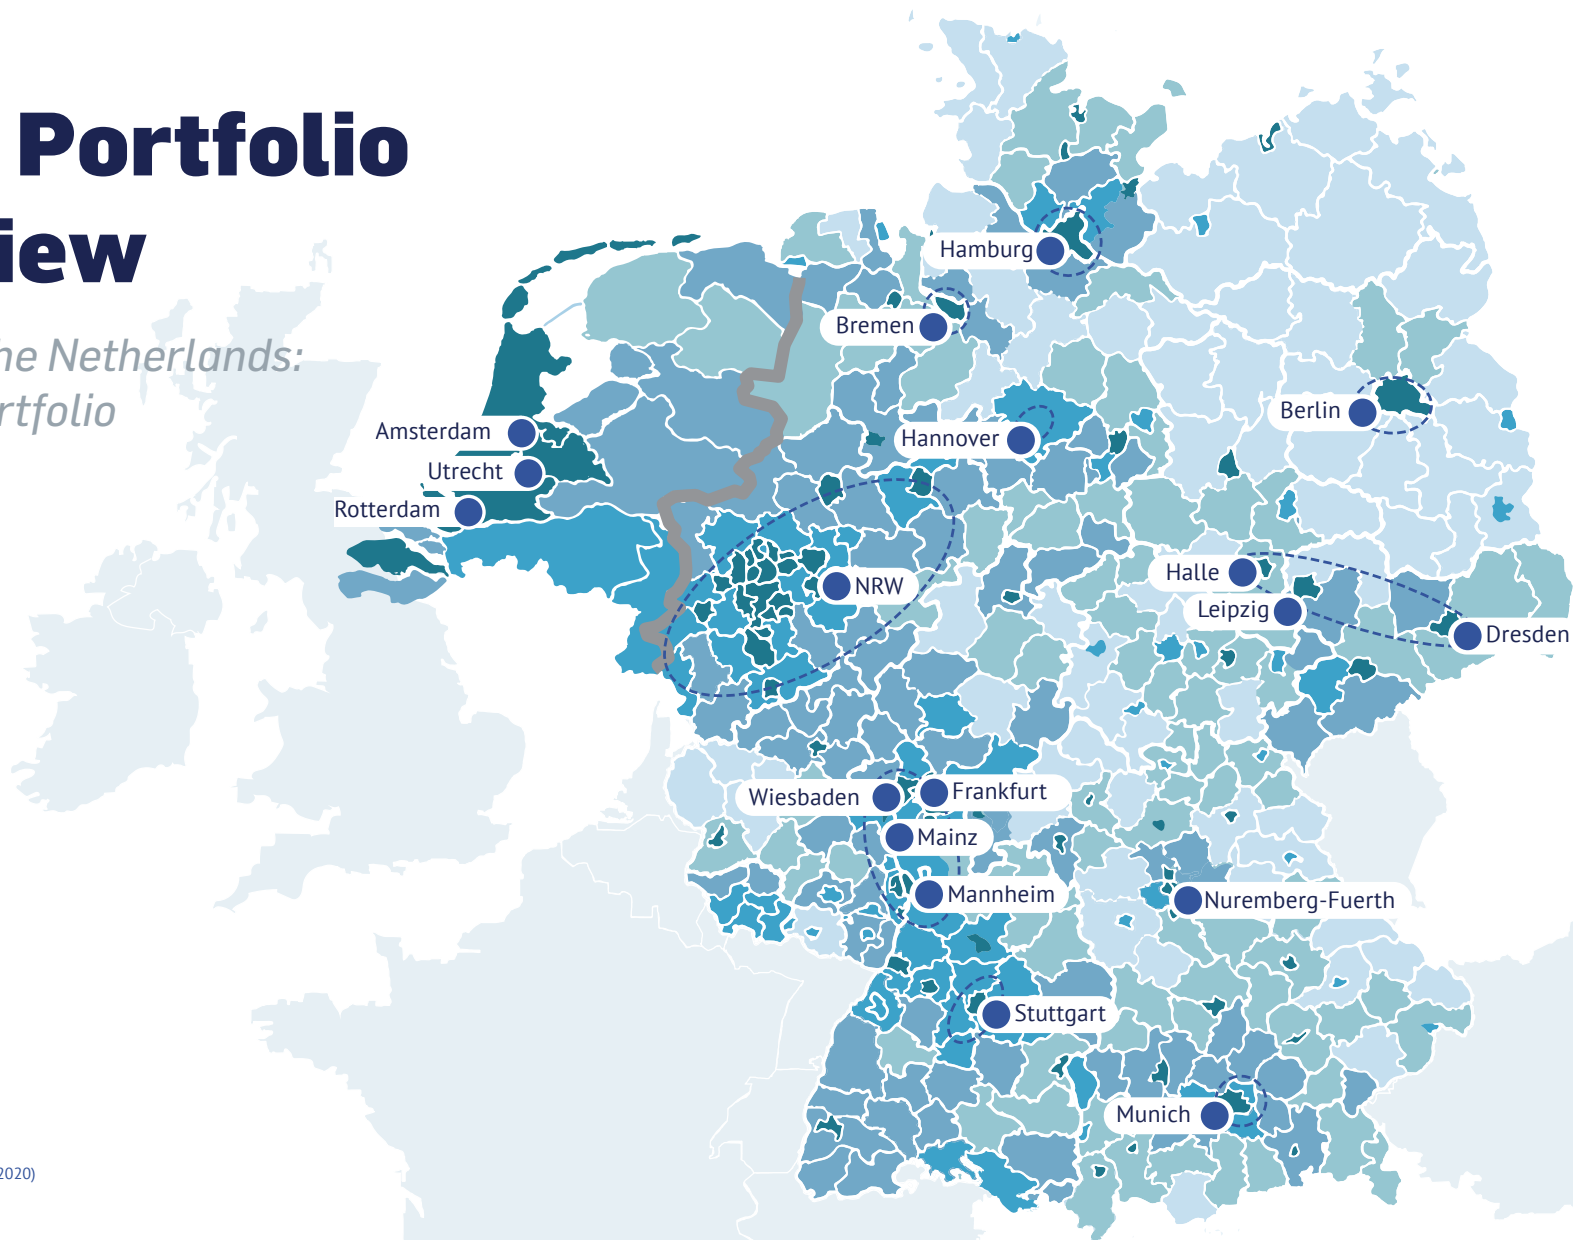 Portfolio
iew
he Netherlands:
rtfolio
Hamburg
Bremen
Berlin
Amsterdam
Hannover
Utrecht
Rotterdam
Halle
NRW
Leipzig
Dresden
Wiesbaden
Frankfurt
Mainz
Mannheim
Nuremberg-Fuerth
Stuttgart
Munich
2020)